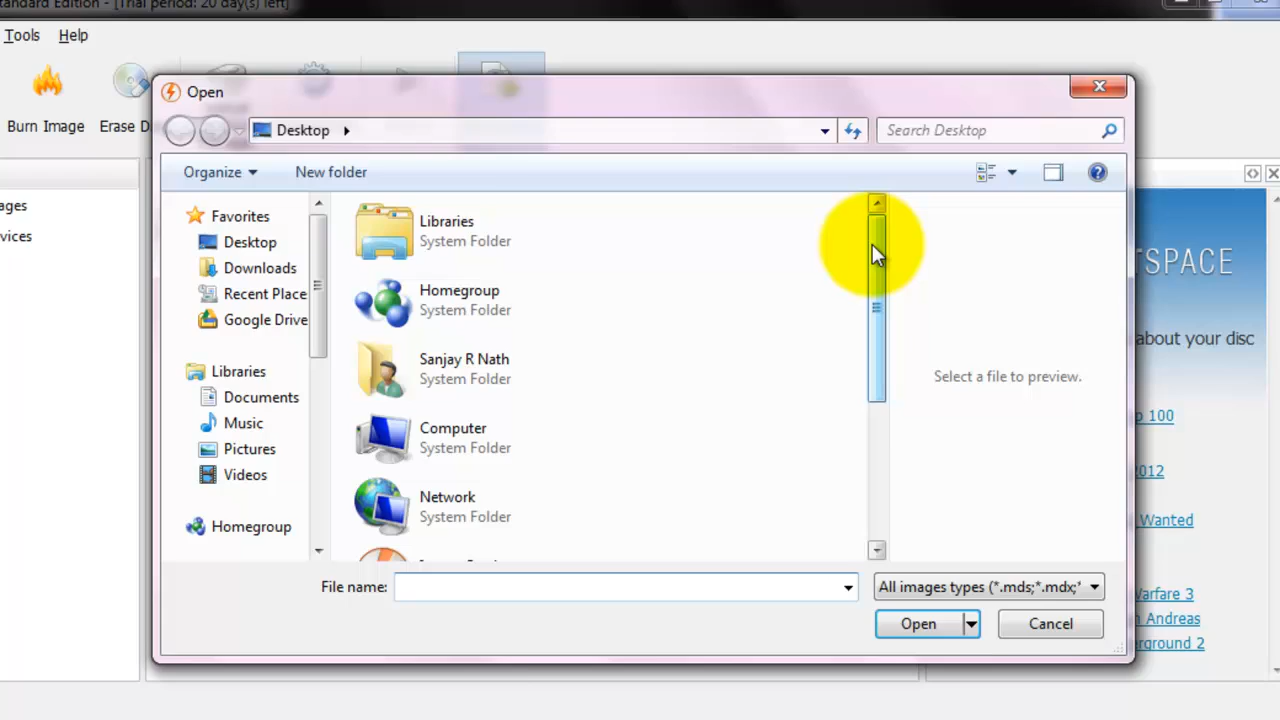 tandard Edition - [Trial period: 20 day(s) left]
Tools Help
Burn Image Erase D
ages
vices
Open
Desktop
Search Desktop
Organize New folder
Favorites
Desktop
Downloads
Recent Place
Google Drive
Libraries
Documents
Music
Pictures
Videos
Homegroup
Libraries
System Folder
Homegroup
System Folder
Sanjay R Nath
System Folder
Computer
System Folder
Network
System Folder
Select a file to preview.
File name:
All images types (*.mds;*.mdx;*
Open Cancel
TSPACE
about your disc
p 100
2012
Wanted
Warfare 3
n Andreas
erground 2